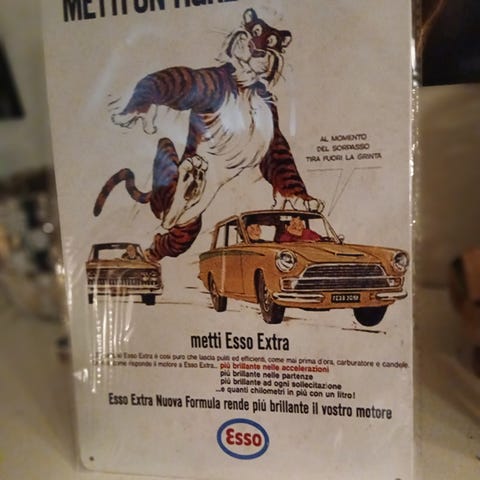 METTI UN TIGRE
AL MOMENTO
DEL SORPASSO
TIRA FUORI LA GRINTA
metti Esso Extra
Esso Extra è così puro che lascia puliti ed efficienti, come mai prima d'ora, carburatore e candele.
come risponde il motore a Esso Extra...
più brillante nelle accelerazioni
più brillante nelle partenze
più brillante ad ogni sollecitazione
...e quanti chilometri in più con un litro!
Esso Extra Nuova Formula rende più brillante il vostro motore
Esso